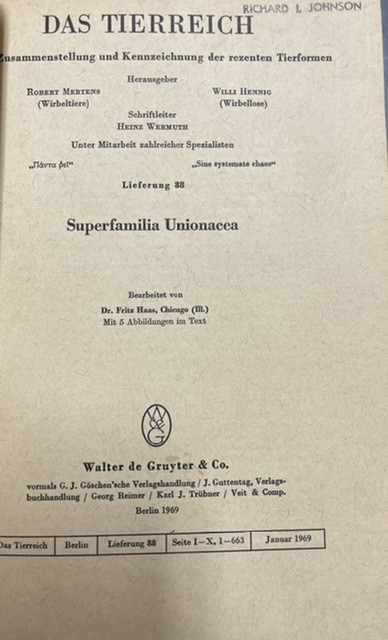 RICHARD I. JOHNSON
DAS TIERREICH
Zusammenstellung und Kennzeichnung der rezenten Tierformen
Herausgeber
ROBERT MERTENS WILLI HENNIG
(Wirbeltiere) (Wirbellose)
Schriftleiter
HEINZ WERMUTH
Unter Mitarbeit zahlreicher Spezialisten
„Πάντα ῥεῖ“ „Sine systemate chaos“
Lieferung 88
Superfamilia Unionacea
Bearbeitet von
Dr. Fritz Haas, Chicago (Ill.)
Mit 5 Abbildungen im Text
W
&
G
Walter de Gruyter & Co.
vormals G. J. Göschen'sche Verlagshandlung / J. Guttentag, Verlags-
buchhandlung / Georg Reimer / Karl J. Trübner / Veit & Comp.
Berlin 1969
Das Tierreich Berlin Lieferung 88 Seite I—X, 1—663 Januar 1969